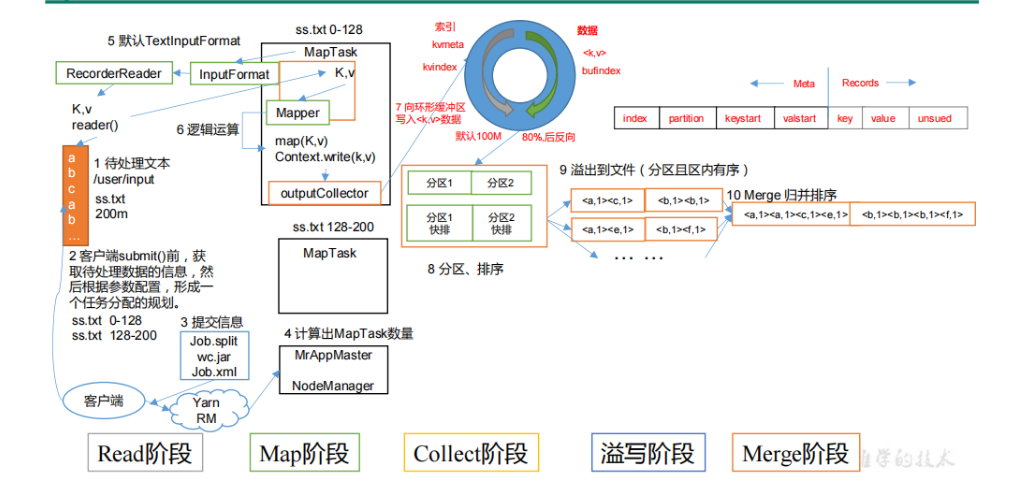 ss.txt 0-128
5 默认TextInputFormat
MapTask
RecorderReader
InputFormat
K,v
K,v
reader()
Mapper
6 逻辑运算
map(K,v)
Context.write(k,v)
outputCollector
索引
kvmeta
kvindex
数据
<k,v>
bufindex
7 向环形缓冲区
写入<k,v>数据
默认100M
80%,后反向
Meta
Records
index
partition
keystart
valstart
key
value
unsued
a
b
c
a
b
...
1 待处理文本
/user/input
ss.txt
200m
分区1
分区2
分区1
快排
分区2
快排
8 分区、排序
9 溢出到文件（分区且区内有序）
<a,1><c,1>
<b,1><b,1>
<a,1><e,1>
<b,1><f,1>
... ...
10 Merge 归并排序
<a,1><a,1><c,1><e,1>
<b,1><b,1><b,1><f,1>
ss.txt 128-200
MapTask
2 客户端submit()前，获
取待处理数据的信息，然
后根据参数配置，形成一
个任务分配的规划。
ss.txt 0-128
ss.txt 128-200
3 提交信息
Job.split
wc.jar
Job.xml
4 计算出MapTask数量
MrAppMaster
NodeManager
客户端
Yarn
RM
Read阶段
Map阶段
Collect阶段
溢写阶段
Merge阶段
学的技术